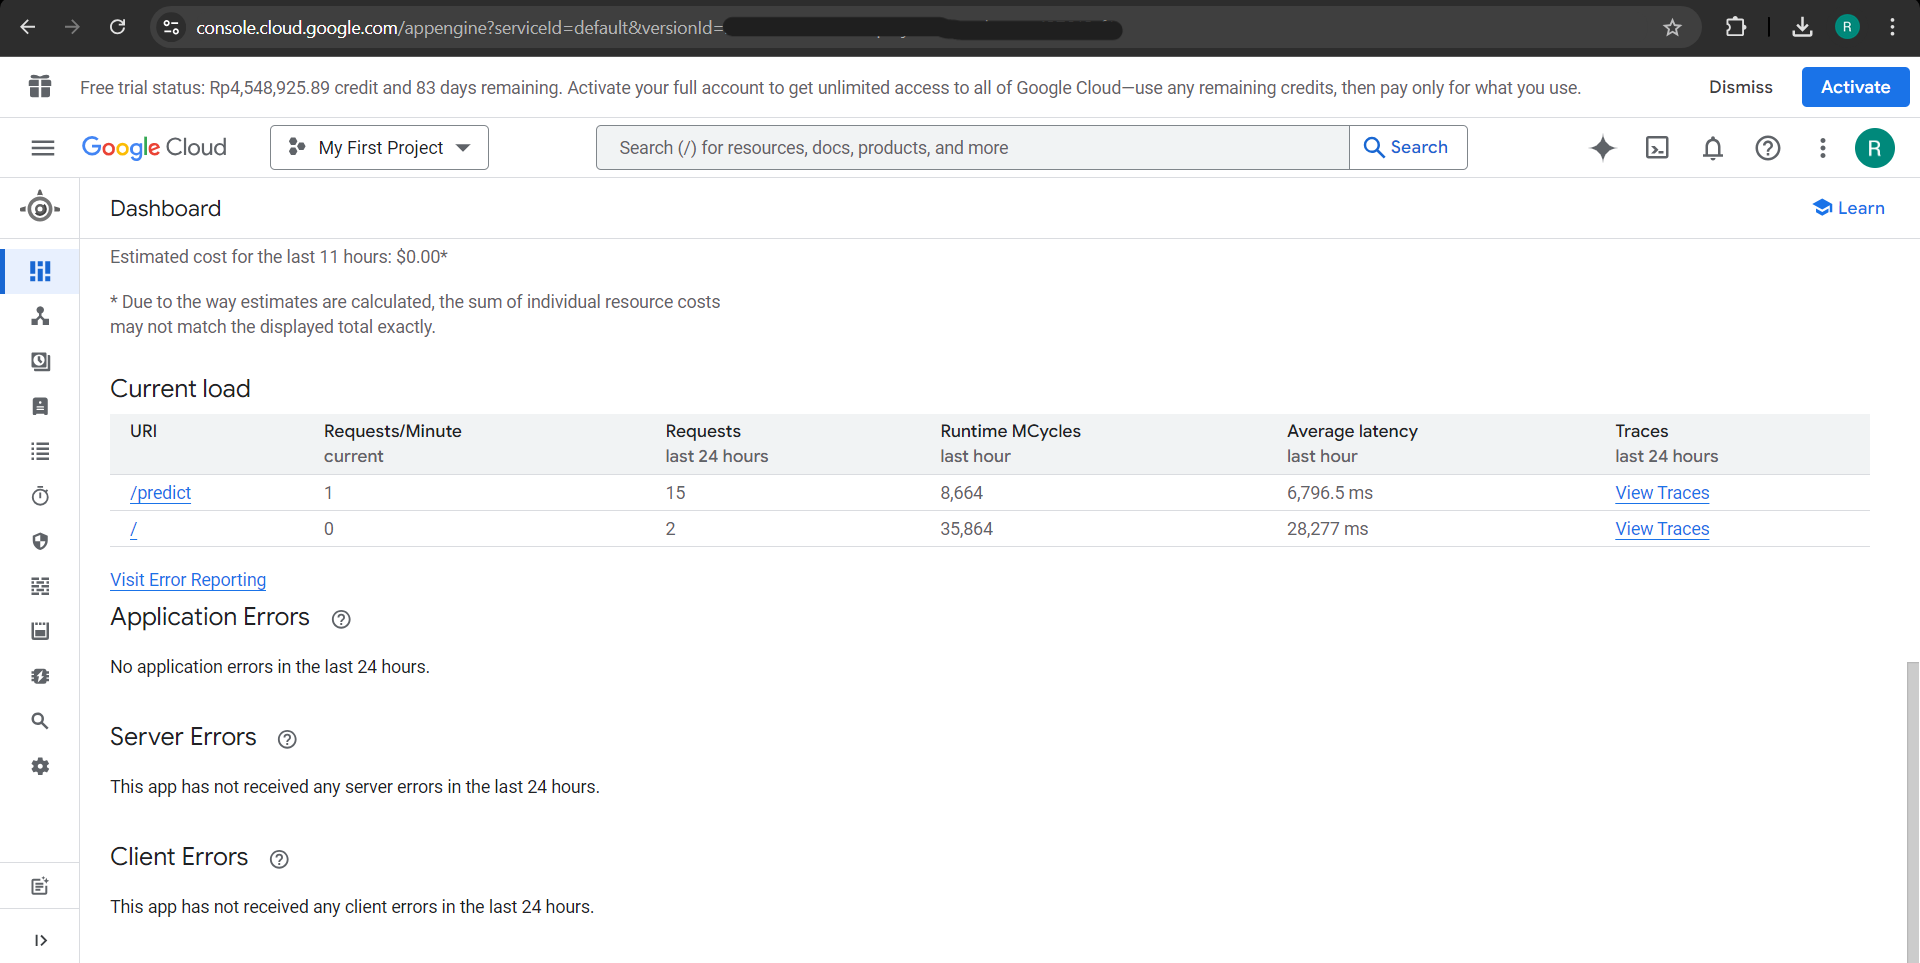 console.cloud.google.com/appengine?serviceId=default&versionId=
R
Free trial status: Rp4,548,925.89 credit and 83 days remaining. Activate your full account to get unlimited access to all of Google Cloud—use any remaining credits, then pay only for what you use.
Dismiss
Activate
Google Cloud
My First Project
Search (/) for resources, docs, products, and more
Search
R
Dashboard
Learn
Estimated cost for the last 11 hours: $0.00*
* Due to the way estimates are calculated, the sum of individual resource costs
may not match the displayed total exactly.
Current load
URI Requests/Minute Requests Runtime MCycles Average latency Traces
current last 24 hours last hour last hour last 24 hours
/predict 1 15 8,664 6,796.5 ms View Traces
/ 0 2 35,864 28,277 ms View Traces
Visit Error Reporting
Application Errors
No application errors in the last 24 hours.
Server Errors
This app has not received any server errors in the last 24 hours.
Client Errors
This app has not received any client errors in the last 24 hours.